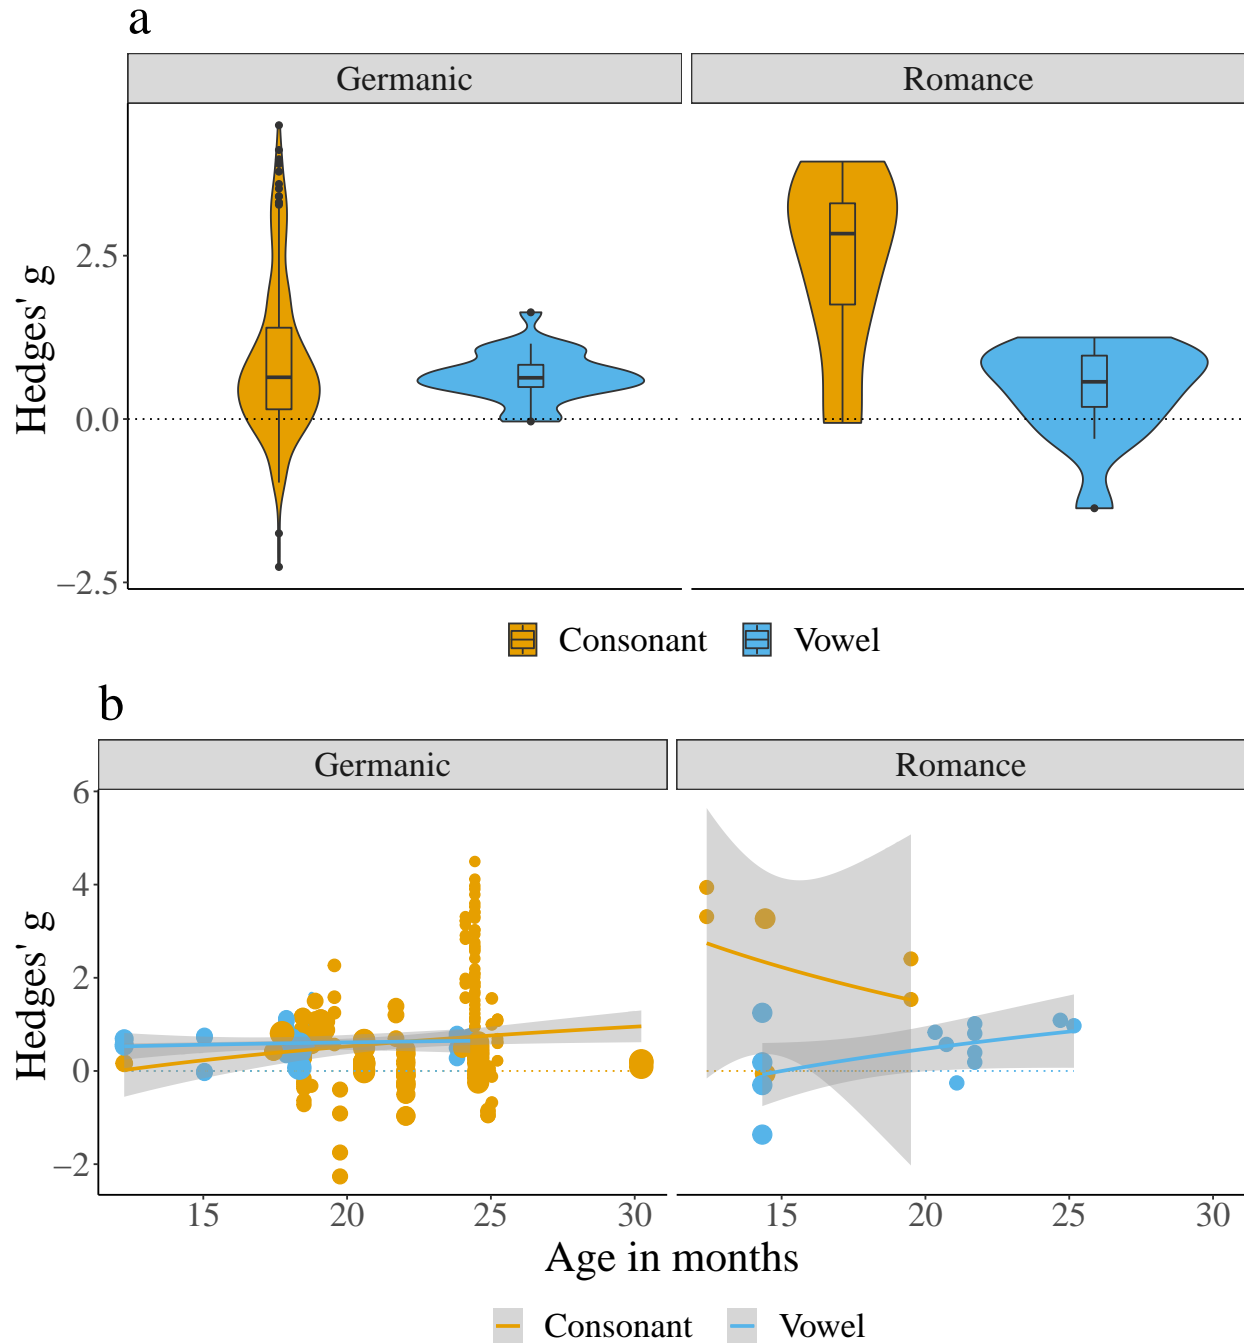 a
Germanic Romance
Hedges' g
2.5
0.0
−2.5
Consonant Vowel
b
Germanic Romance
Hedges' g
6
4
2
0
−2
15 20 25 30 15 20 25 30
Age in months
Consonant Vowel